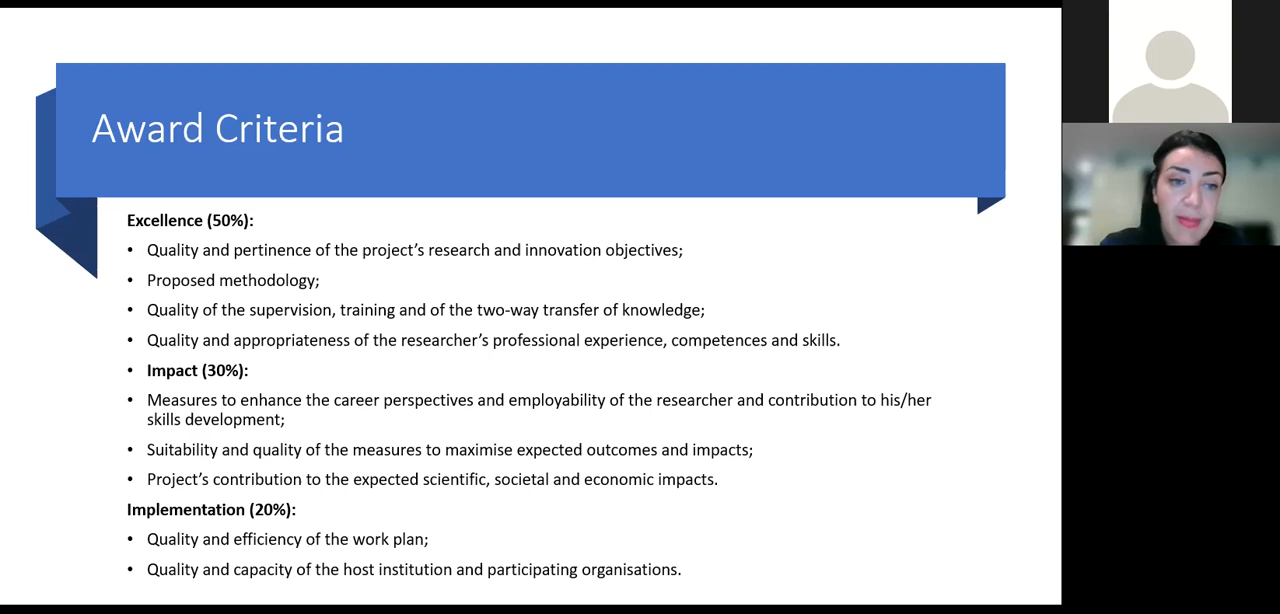 Award Criteria
Excellence (50%):
• Quality and pertinence of the project’s research and innovation objectives;
• Proposed methodology;
• Quality of the supervision, training and of the two-way transfer of knowledge;
• Quality and appropriateness of the researcher’s professional experience, competences and skills.
• Impact (30%):
• Measures to enhance the career perspectives and employability of the researcher and contribution to his/her
skills development;
• Suitability and quality of the measures to maximise expected outcomes and impacts;
• Project’s contribution to the expected scientific, societal and economic impacts.
Implementation (20%):
• Quality and efficiency of the work plan;
• Quality and capacity of the host institution and participating organisations.